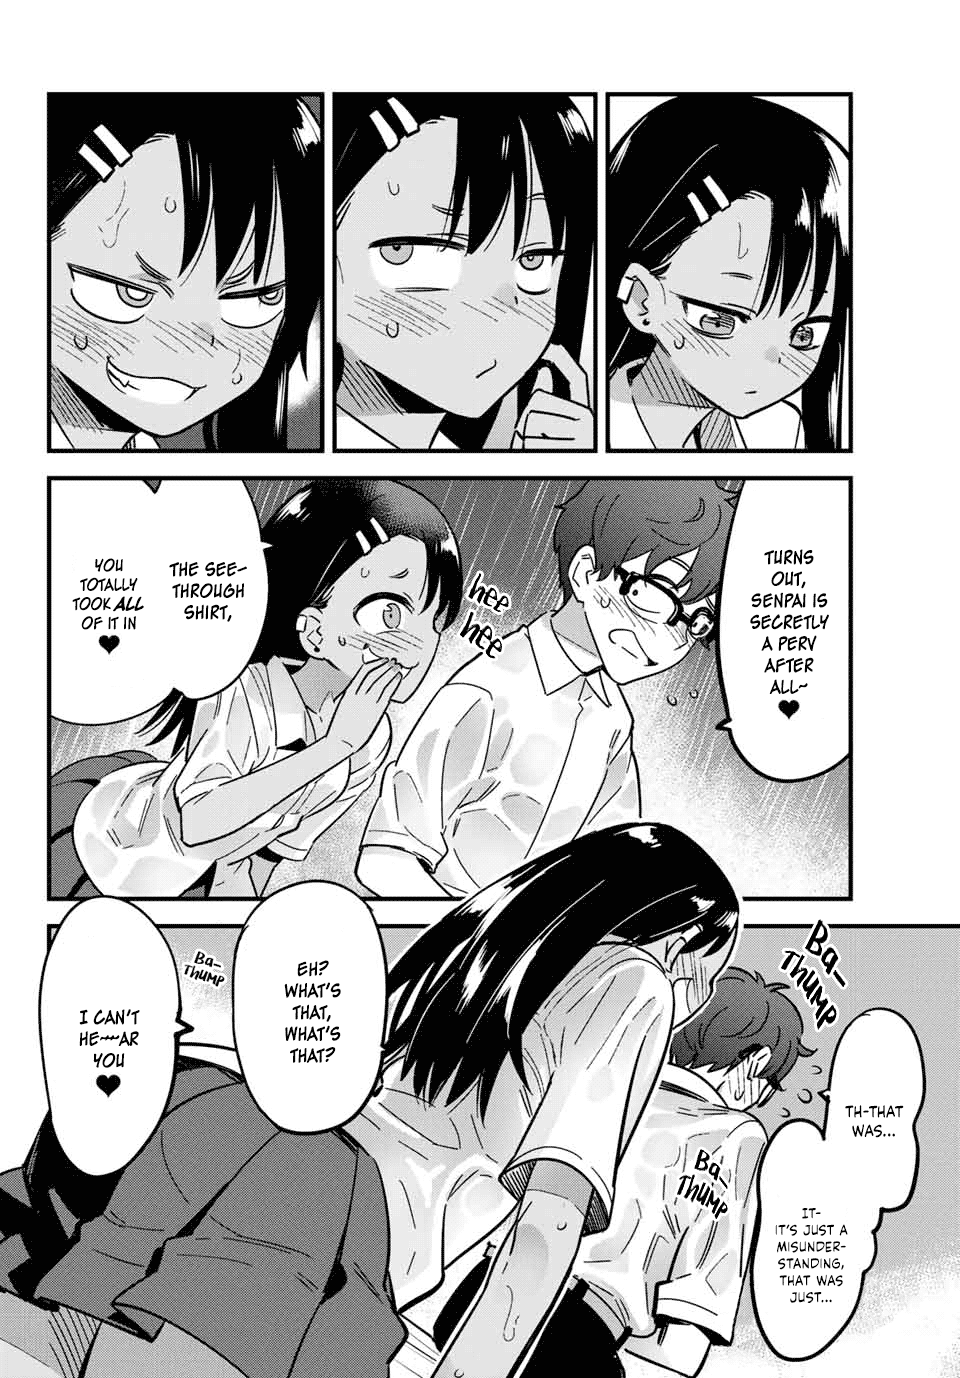 TURNS
OUT,
SENPAI IS
SECRETLY
A PERV
AFTER
ALL~
♥
hee
hee
THE SEE-
THROUGH
SHIRT,
YOU
TOTALLY
TOOK ALL
OF IT IN
♥
Ba-
THUMP
TH-THAT
WAS...
IT-
IT'S JUST A
MISUNDER-
STANDING,
THAT WAS
JUST...
Ba-
THUMP
EH?
WHAT'S
THAT,
WHAT'S
THAT?
Ba-
THUMP
I CAN'T
HE~~AR
YOU
♥